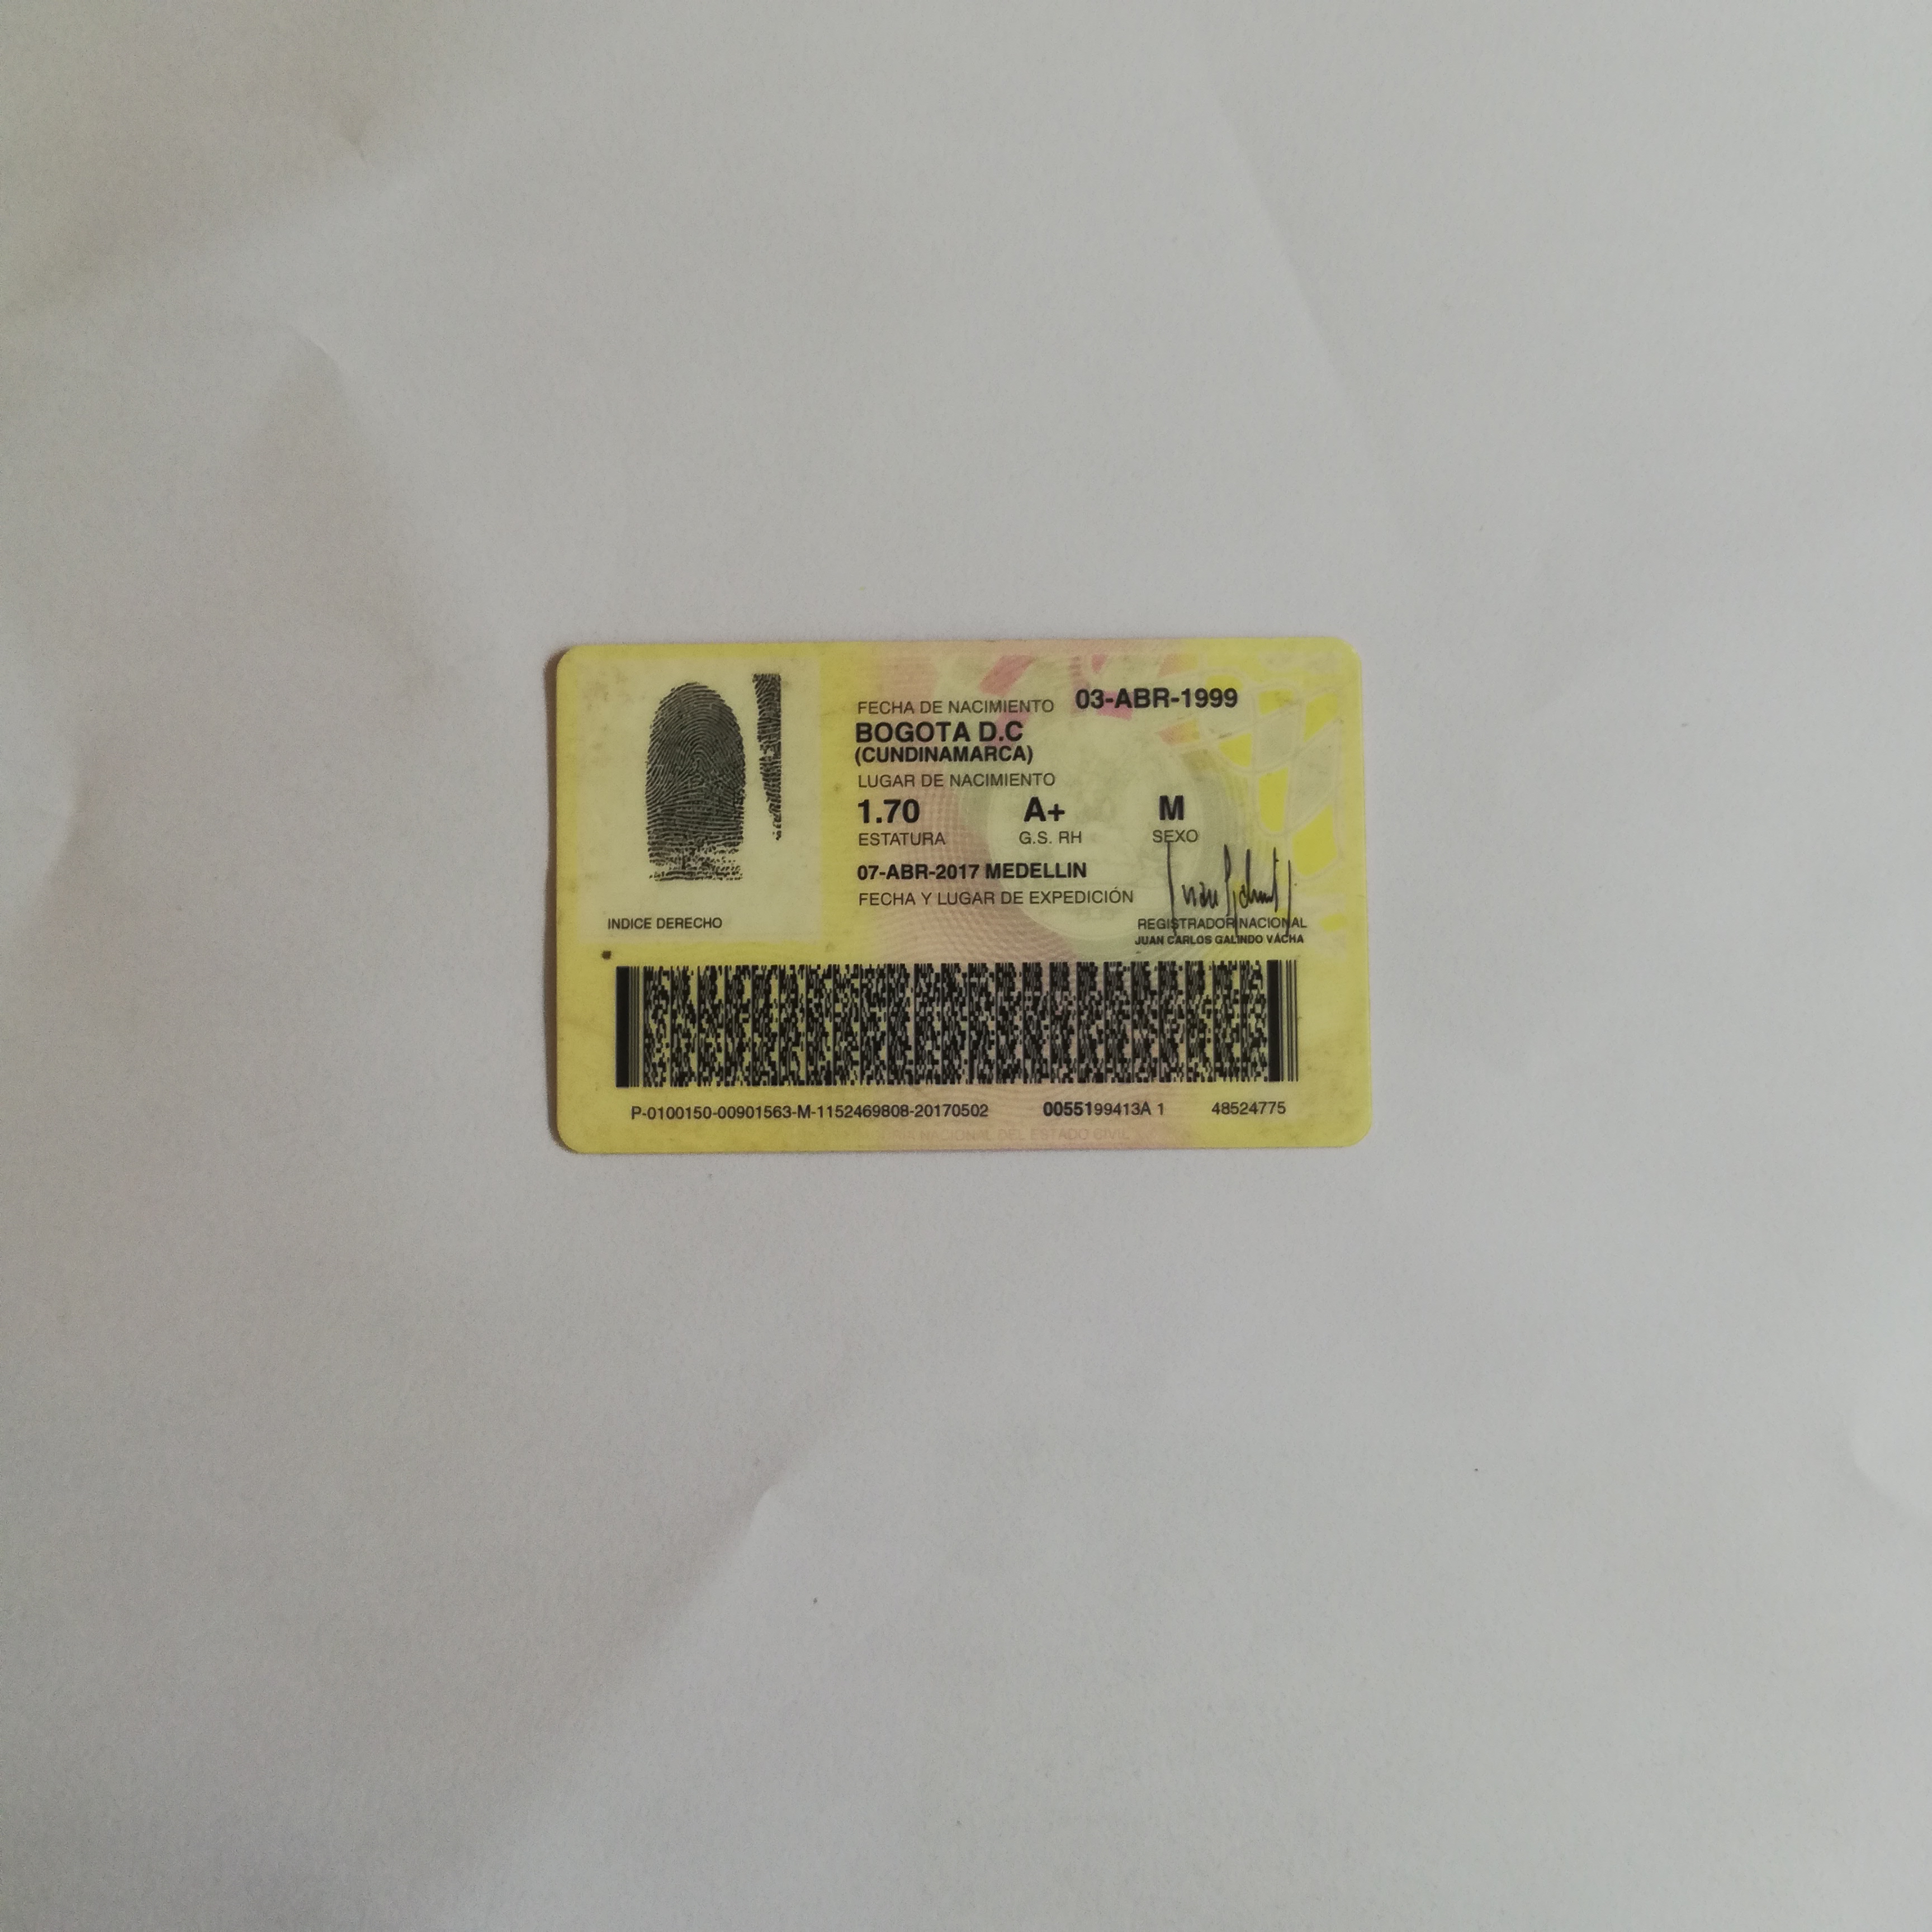 FECHA DE NACIMIENTO 03-ABR-1999
BOGOTA D.C
(CUNDINAMARCA)
LUGAR DE NACIMIENTO
1.70 A+ M
ESTATURA G.S. RH SEXO
07-ABR-2017 MEDELLIN
FECHA Y LUGAR DE EXPEDICIÓN
INDICE DERECHO
REGISTRADOR NACIONAL
JUAN CARLOS GALINDO VÁCHA
P-0100150-00901563-M-1152469808-20170502 0055199413A 1 48524775
NACIONAL DEL ESTADO CIVIL